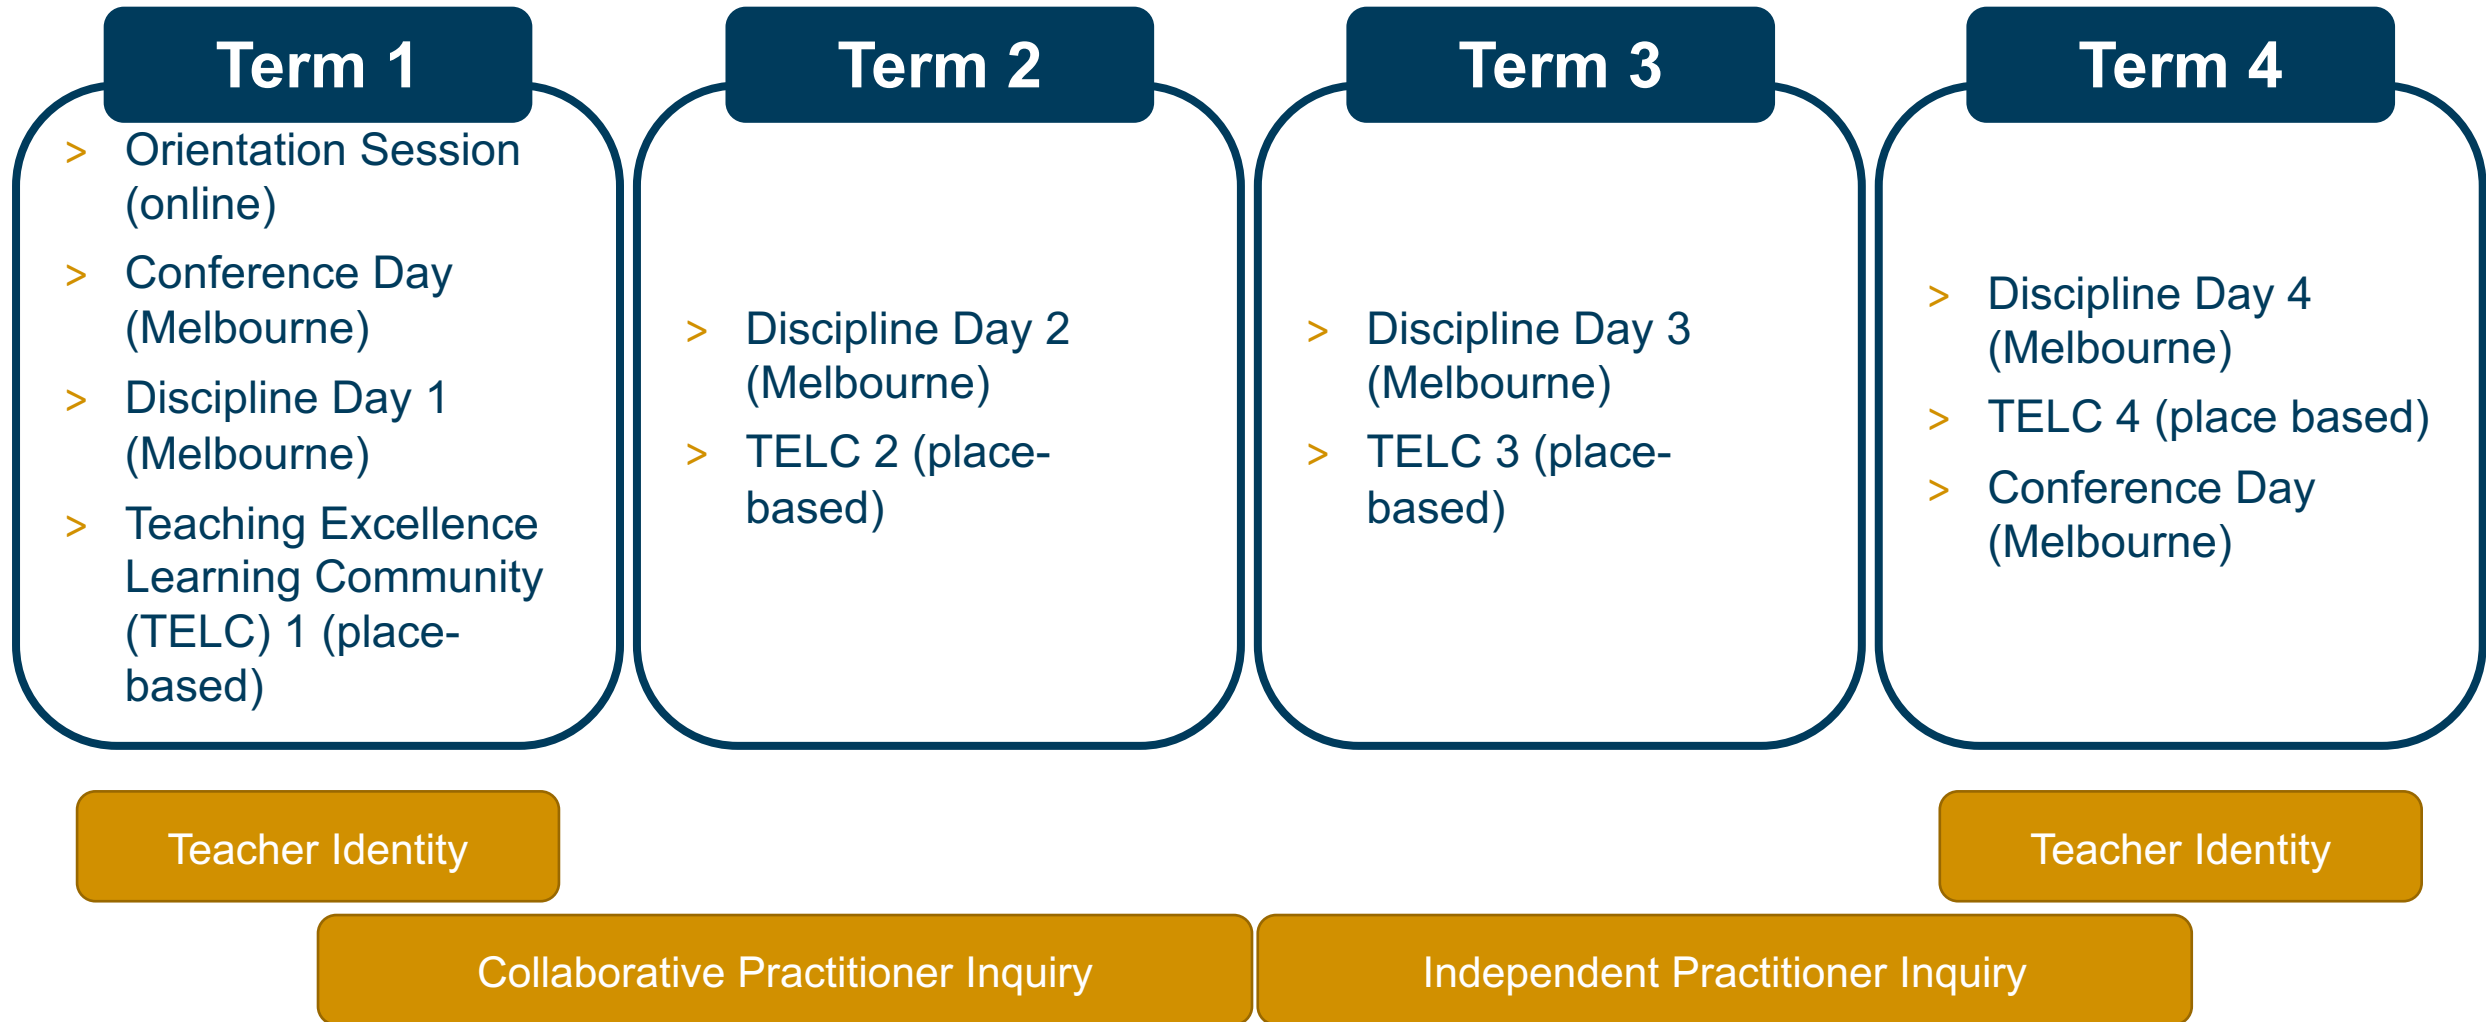 Term 1
> Orientation Session
(online)
> Conference Day
(Melbourne)
> Discipline Day 1
(Melbourne)
> Teaching Excellence
Learning Community
(TELC) 1 (place-
based)
Term 2
> Discipline Day 2
(Melbourne)
> TELC 2 (place-
based)
Term 3
> Discipline Day 3
(Melbourne)
> TELC 3 (place-
based)
Term 4
> Discipline Day 4
(Melbourne)
> TELC 4 (place based)
> Conference Day
(Melbourne)
Teacher Identity
Teacher Identity
Collaborative Practitioner Inquiry
Independent Practitioner Inquiry